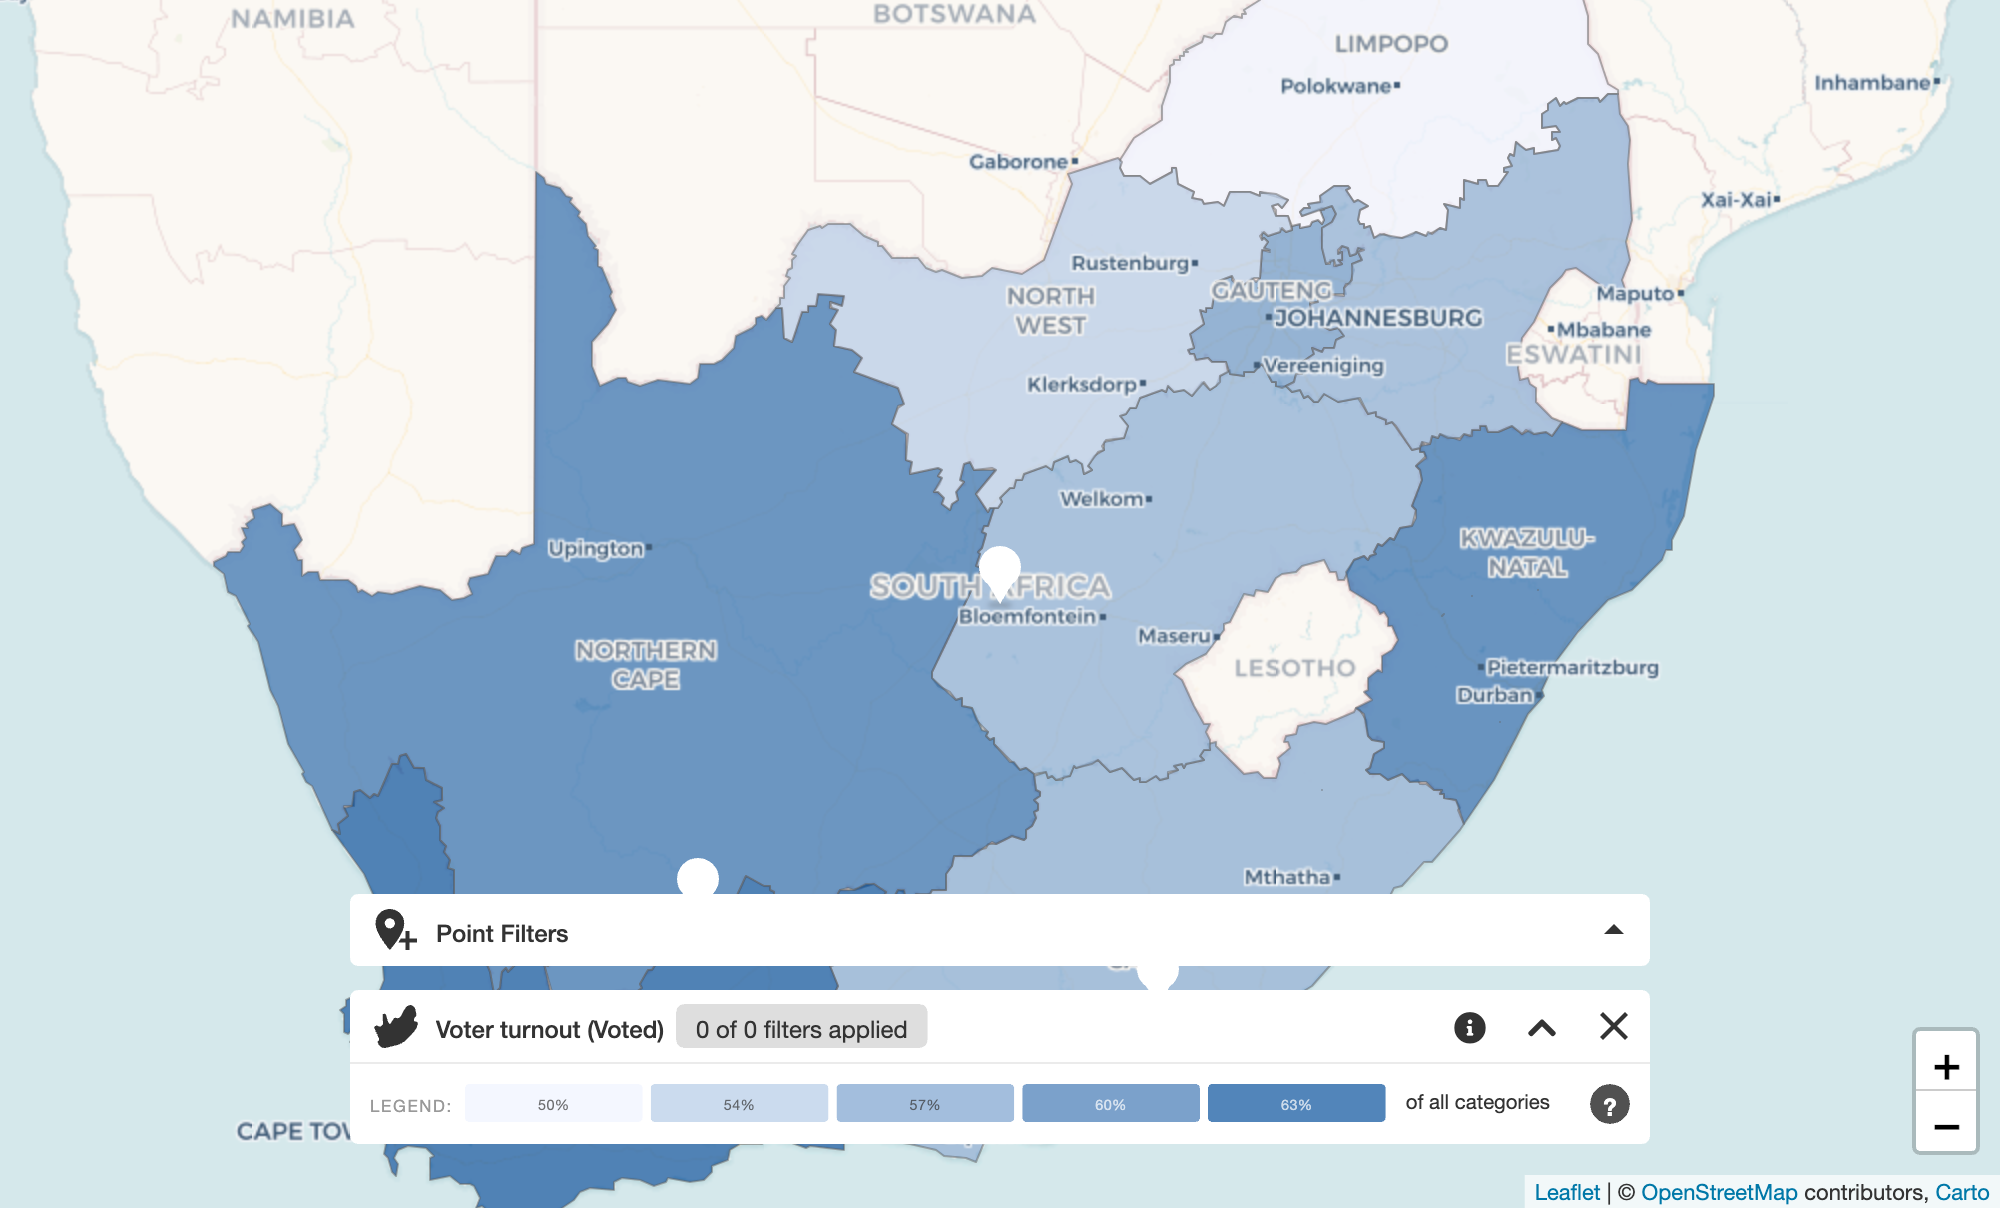 NAMIBIA
BOTSWANA
LIMPOPO
Polokwane
Inhambane
Gaborone
Xai-Xai
Rustenburg
NORTH
WEST
GAUTENG
Maputo
JOHANNESBURG
Mbabane
ESWATINI
Vereeniging
Klerksdorp
Welkom
Upington
KWAZULU-
NATAL
SOUTH AFRICA
Bloemfontein
Maseru
NORTHERN
CAPE
LESOTHO
Pietermaritzburg
Durban
Mthatha
Point Filters
Voter turnout (Voted)
0 of 0 filters applied
LEGEND:
50%
54%
57%
60%
63%
of all categories
?
CAPE TOW
+
−
Leaflet | © OpenStreetMap contributors, Carto